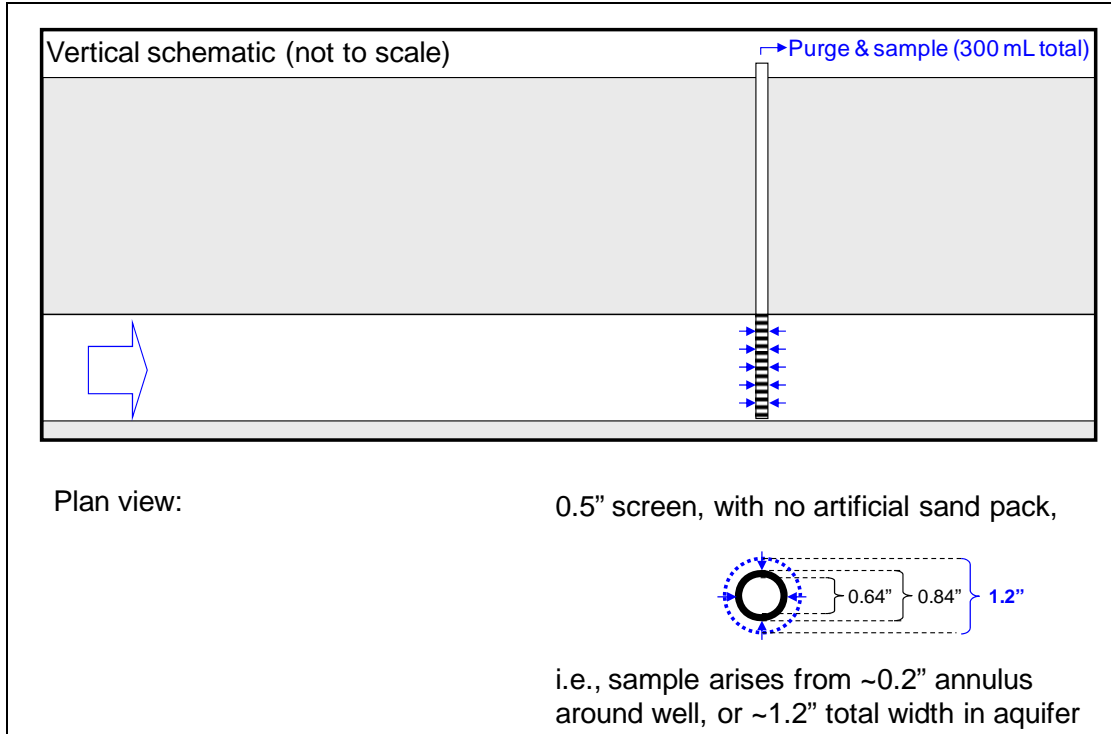 Vertical schematic (not to scale)
Purge & sample (300 mL total)
Plan view:
0.5” screen, with no artificial sand pack,
0.64”
0.84”
1.2”
i.e., sample arises from ~0.2” annulus
around well, or ~1.2” total width in aquifer